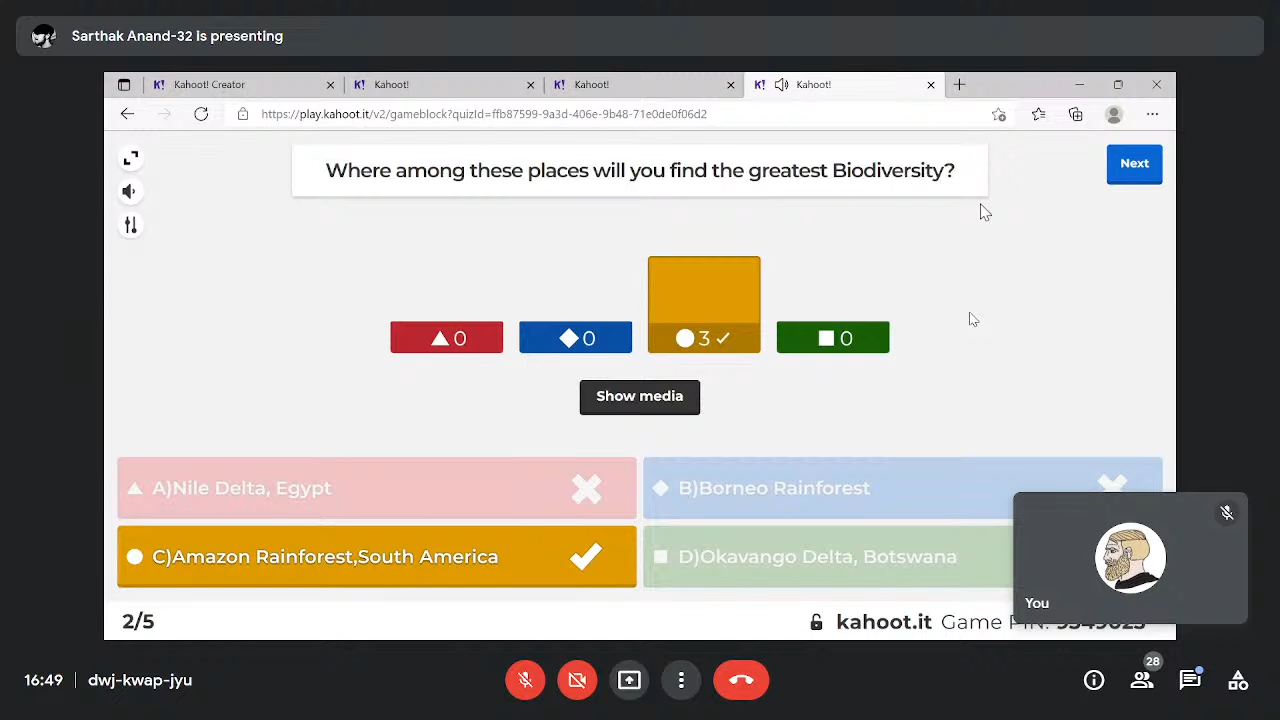 Sarthak Anand-32 is presenting
Kahoot! Creator
Kahoot!
Kahoot!
Kahoot!
https://play.kahoot.it/v2/gameblock?quizId=ffb87599-9a3d-406e-9b48-71e0de0f06d2
Where among these places will you find the greatest Biodiversity?
Next
0
0
3
0
Show media
A)Nile Delta, Egypt
B)Borneo Rainforest
C)Amazon Rainforest,South America
D)Okavango Delta, Botswana
You
2/5
kahoot.it Game
16:49
dwj-kwap-jyu
28